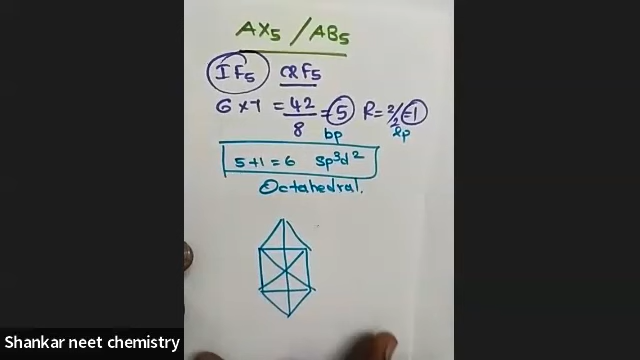 AX5 / AB5
IF5 ClF5
6 x 7 = 42/8 = 5 R = 2/2 = 1
bp lp
5+1 = 6 Sp³d²
Octahedral.
Shankar neet chemistry